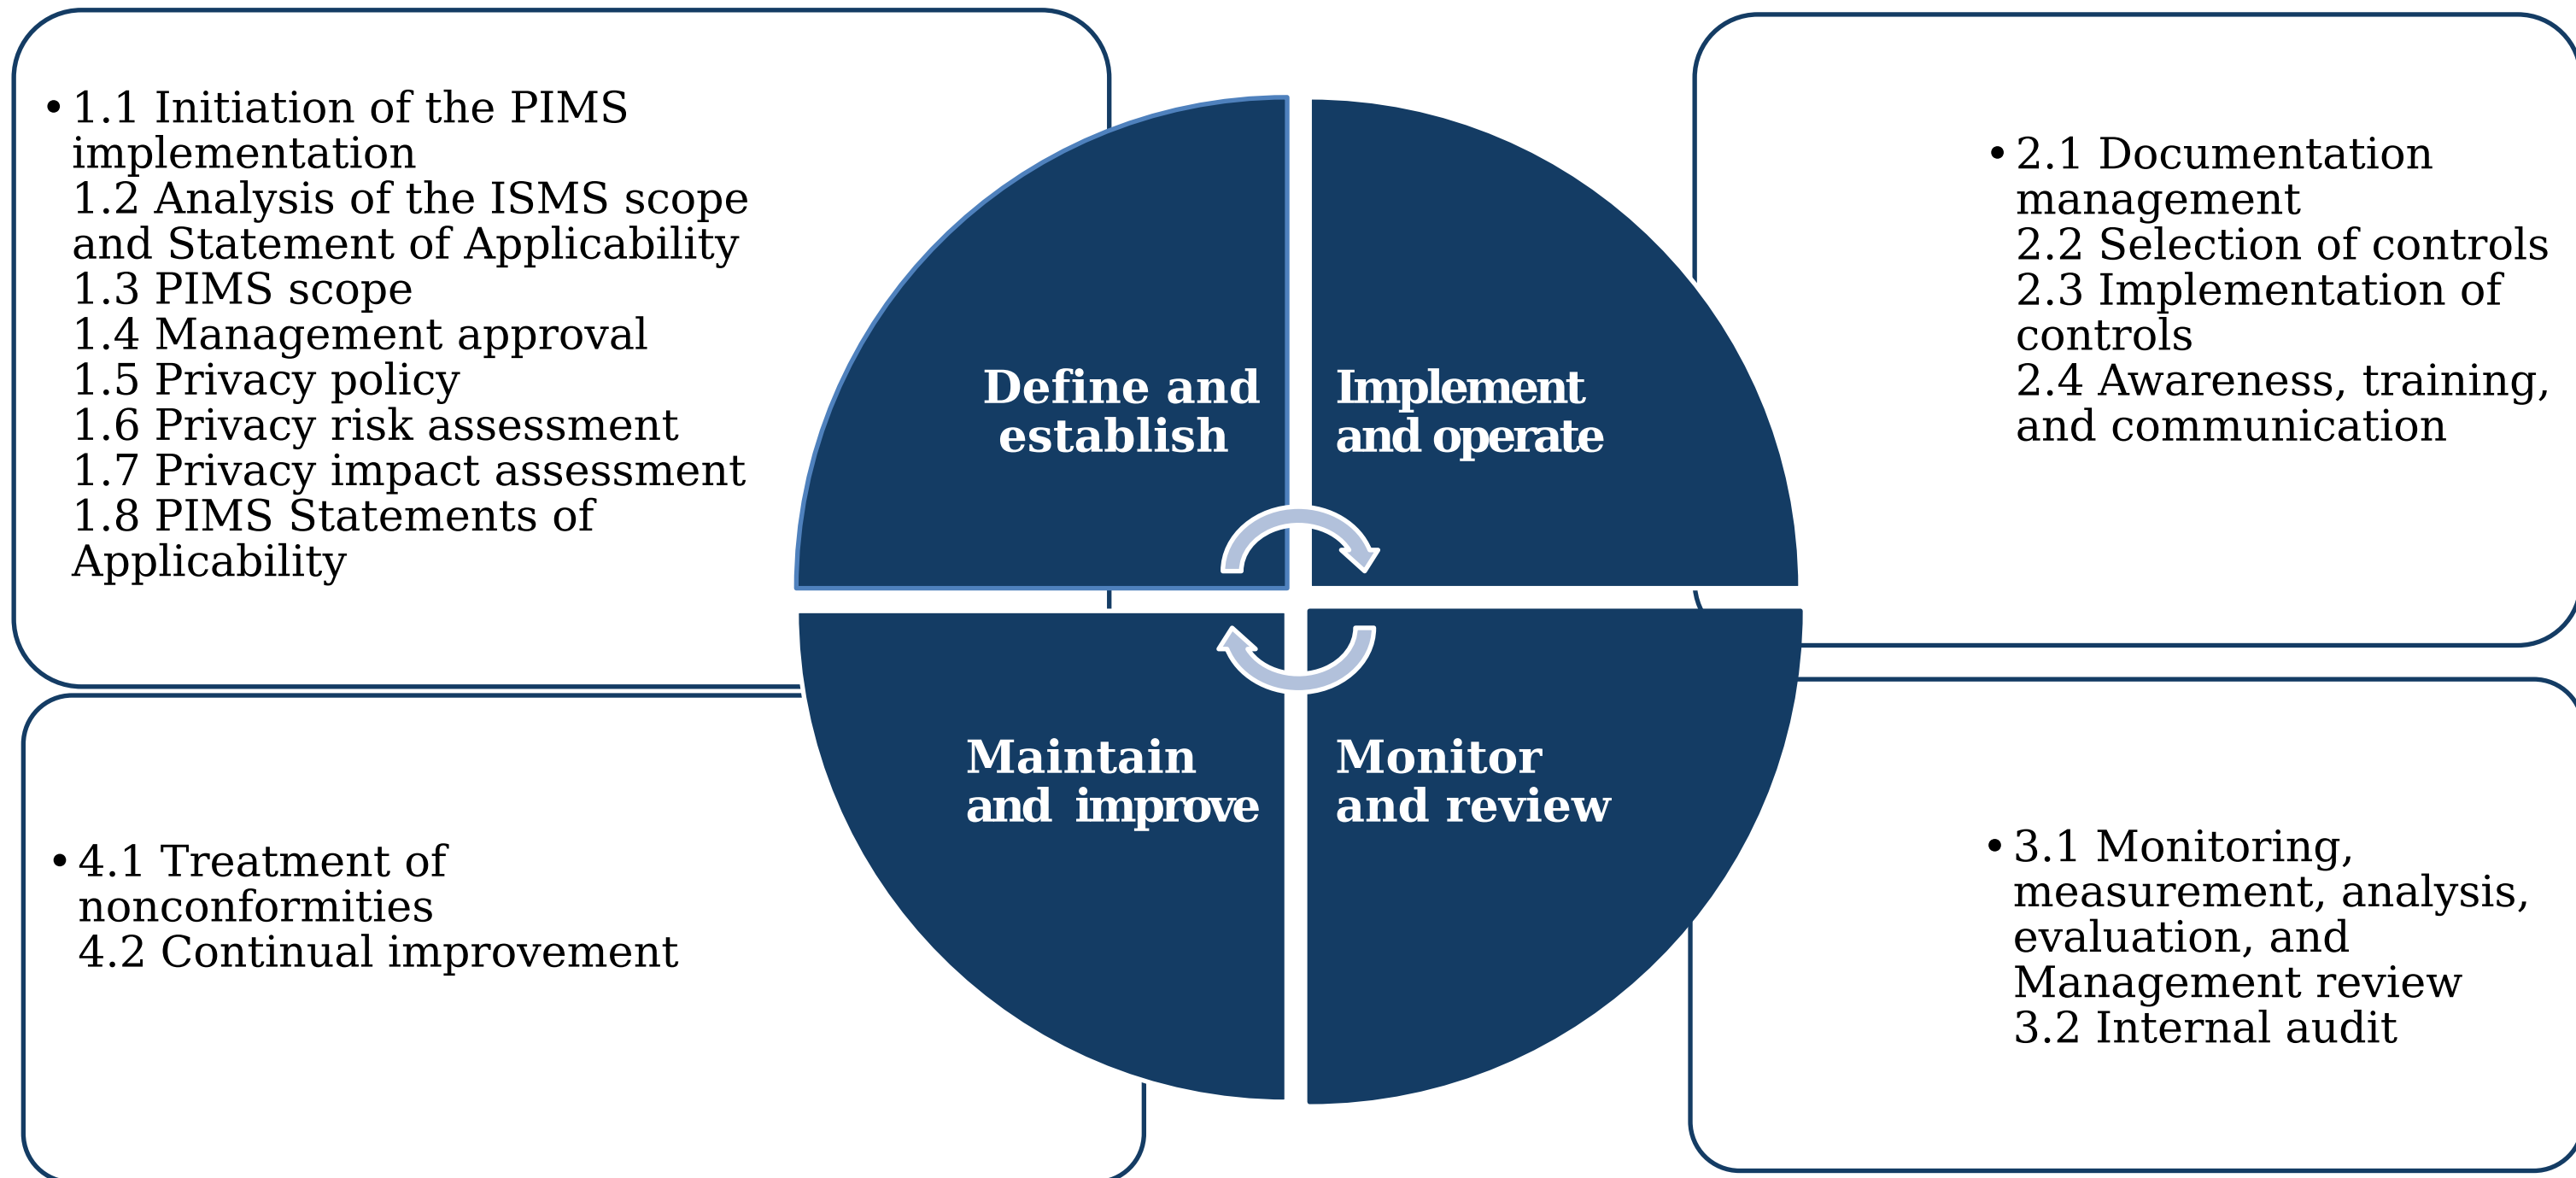 • 1.1 Initiation of the PIMS
implementation
1.2 Analysis of the ISMS scope
and Statement of Applicability
1.3 PIMS scope
1.4 Management approval
1.5 Privacy policy
1.6 Privacy risk assessment
1.7 Privacy impact assessment
1.8 PIMS Statements of
Applicability
Define and
establish
Implement
and operate
• 2.1 Documentation
management
2.2 Selection of controls
2.3 Implementation of
controls
2.4 Awareness, training,
and communication
• 4.1 Treatment of
nonconformities
4.2 Continual improvement
Maintain
and improve
Monitor
and review
• 3.1 Monitoring,
measurement, analysis,
evaluation, and
Management review
3.2 Internal audit